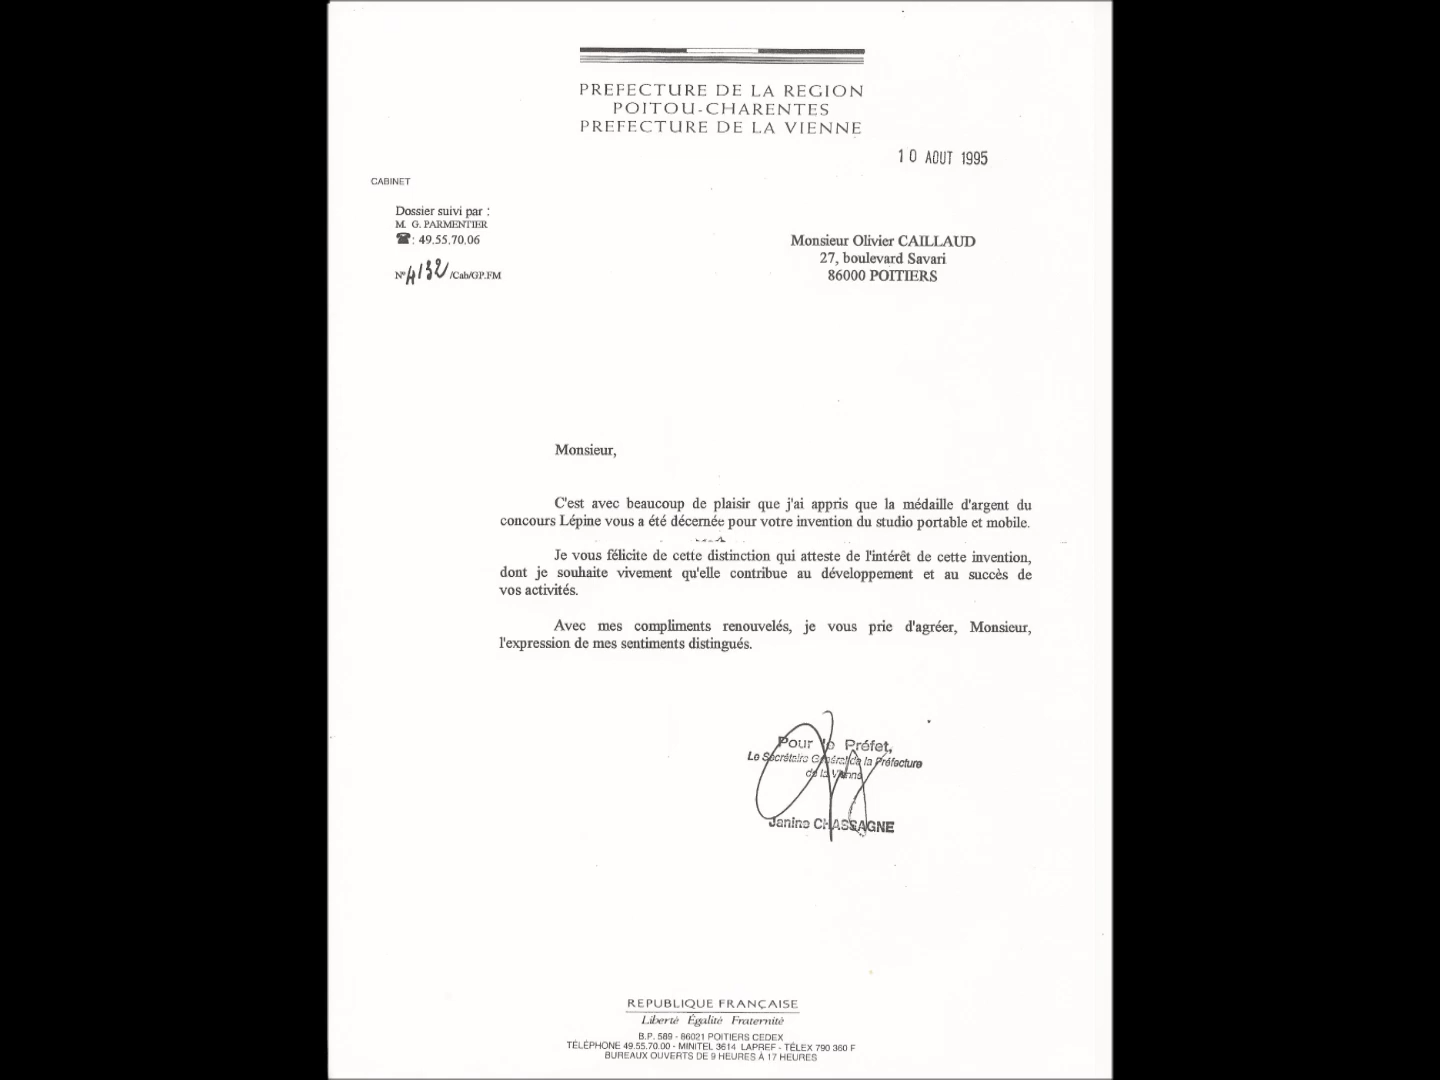 PREFECTURE DE LA REGION
POITOU-CHARENTES
PREFECTURE DE LA VIENNE
10 AOUT 1995
CABINET
Dossier suivi par :
M. G. PARMENTIER
☎: 49.55.70.06
N° 4132 /Cab/GP.FM
Monsieur Olivier CAILLAUD
27, boulevard Savari
86000 POITIERS
Monsieur,
C'est avec beaucoup de plaisir que j'ai appris que la médaille d'argent du
concours Lépine vous a été décernée pour votre invention du studio portable et mobile.
Je vous félicite de cette distinction qui atteste de l'intérêt de cette invention,
dont je souhaite vivement qu'elle contribue au développement et au succès de
vos activités.
Avec mes compliments renouvelés, je vous prie d'agréer, Monsieur,
l'expression de mes sentiments distingués.
Pour le Préfet,
Le Secrétaire Général de la Préfecture
de la Vienne
Janine CHASSAGNE
REPUBLIQUE FRANÇAISE
Liberté Égalité Fraternité
B.P. 589 - 86021 POITIERS CEDEX
TÉLÉPHONE 49.55.70.00 - MINITEL 3614 LAPREF - TÉLEX 790 360 F
BUREAUX OUVERTS DE 9 HEURES À 17 HEURES